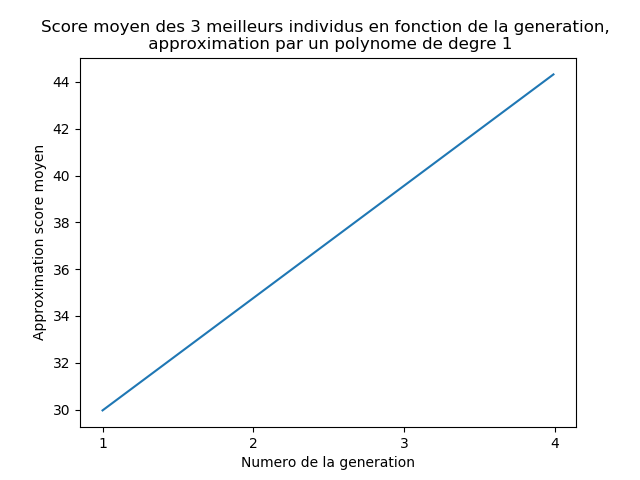 Score moyen des 3 meilleurs individus en fonction de la generation,
approximation par un polynome de degre 1
44
42
40
38
36
34
32
30
Approximation score moyen
1 2 3 4
Numero de la generation